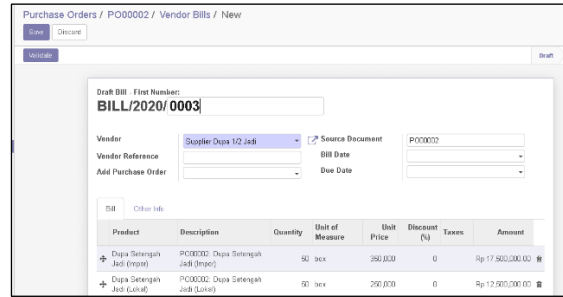 Purchase Orders / PO00002 / Vendor Bills / New
Save Discard
Validate Draft
Draft Bill - First Number:
BILL/2020/ 0003
Vendor Supplier Dupa 1/2 Jadi Source Document PO00002
Vendor Reference Bill Date
Add Purchase Order Due Date
Bill Other Info
Product Description Quantity Unit of Measure Unit Price Discount (%) Taxes Amount
Dupa Setengah Jadi (Impor) PO00002: Dupa Setengah Jadi (Impor) 50 box 350,000 0 Rp 17,500,000.00
Dupa Setengah Jadi (Lokal) PO00002: Dupa Setengah Jadi (Lokal) 50 box 250,000 0 Rp 12,500,000.00